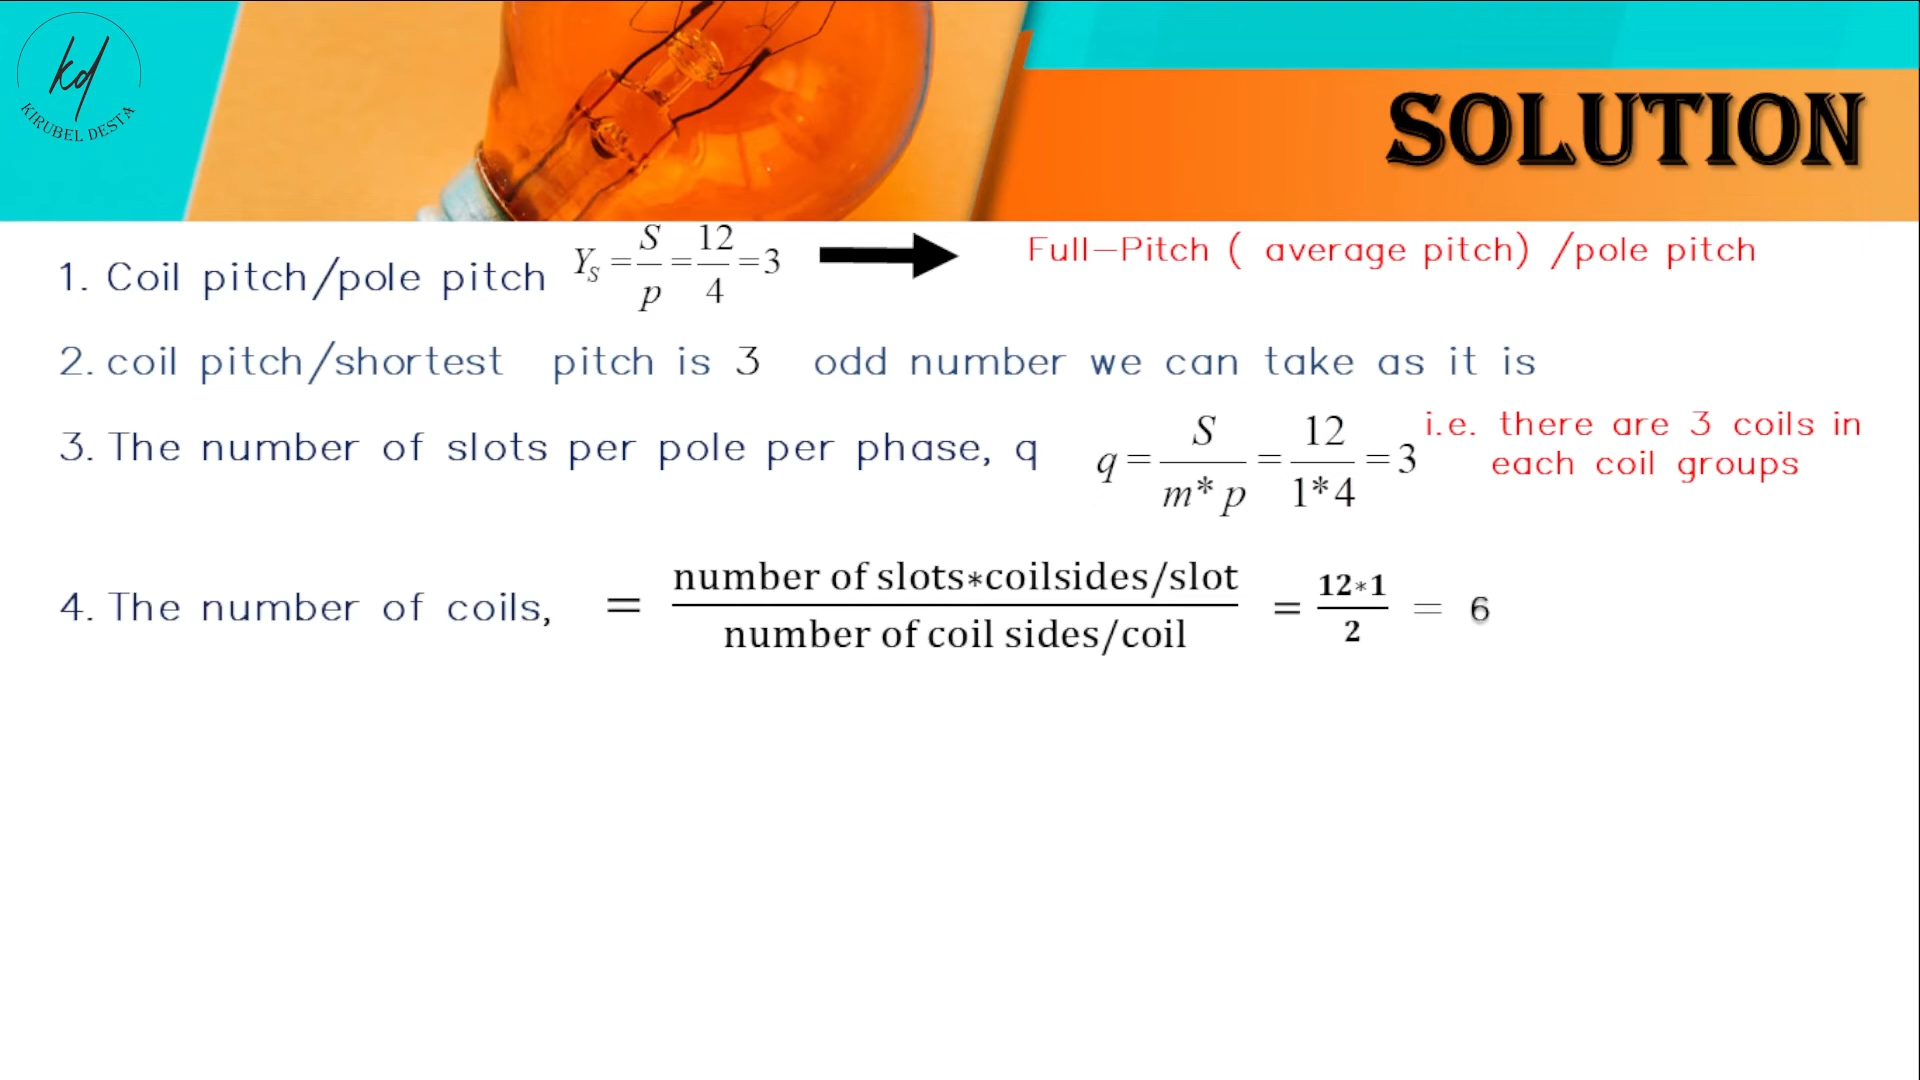 kd
KIRUBEL DESTA
SOLUTION
1. Coil pitch/pole pitch Y_S = S/p = 12/4 = 3 Full-Pitch ( average pitch) /pole pitch
2. coil pitch/shortest pitch is 3 odd number we can take as it is
3. The number of slots per pole per phase, q q = S/m* p = 12/1*4 = 3 i.e. there are 3 coils in
each coil groups
4. The number of coils, = number of slots*coilsides/slot / number of coil sides/coil = 12*1/2 = 6